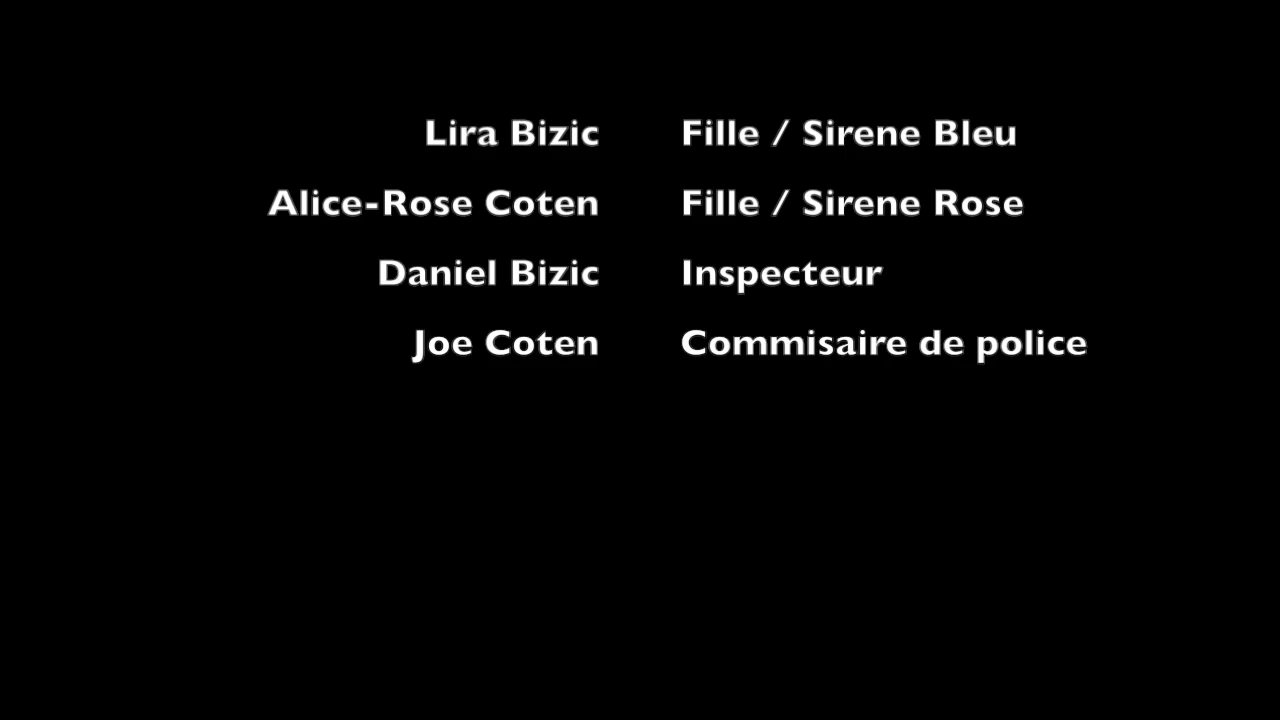 Lira Bizic Fille / Sirene Bleu
Alice-Rose Coten Fille / Sirene Rose
Daniel Bizic Inspecteur
Joe Coten Commisaire de police